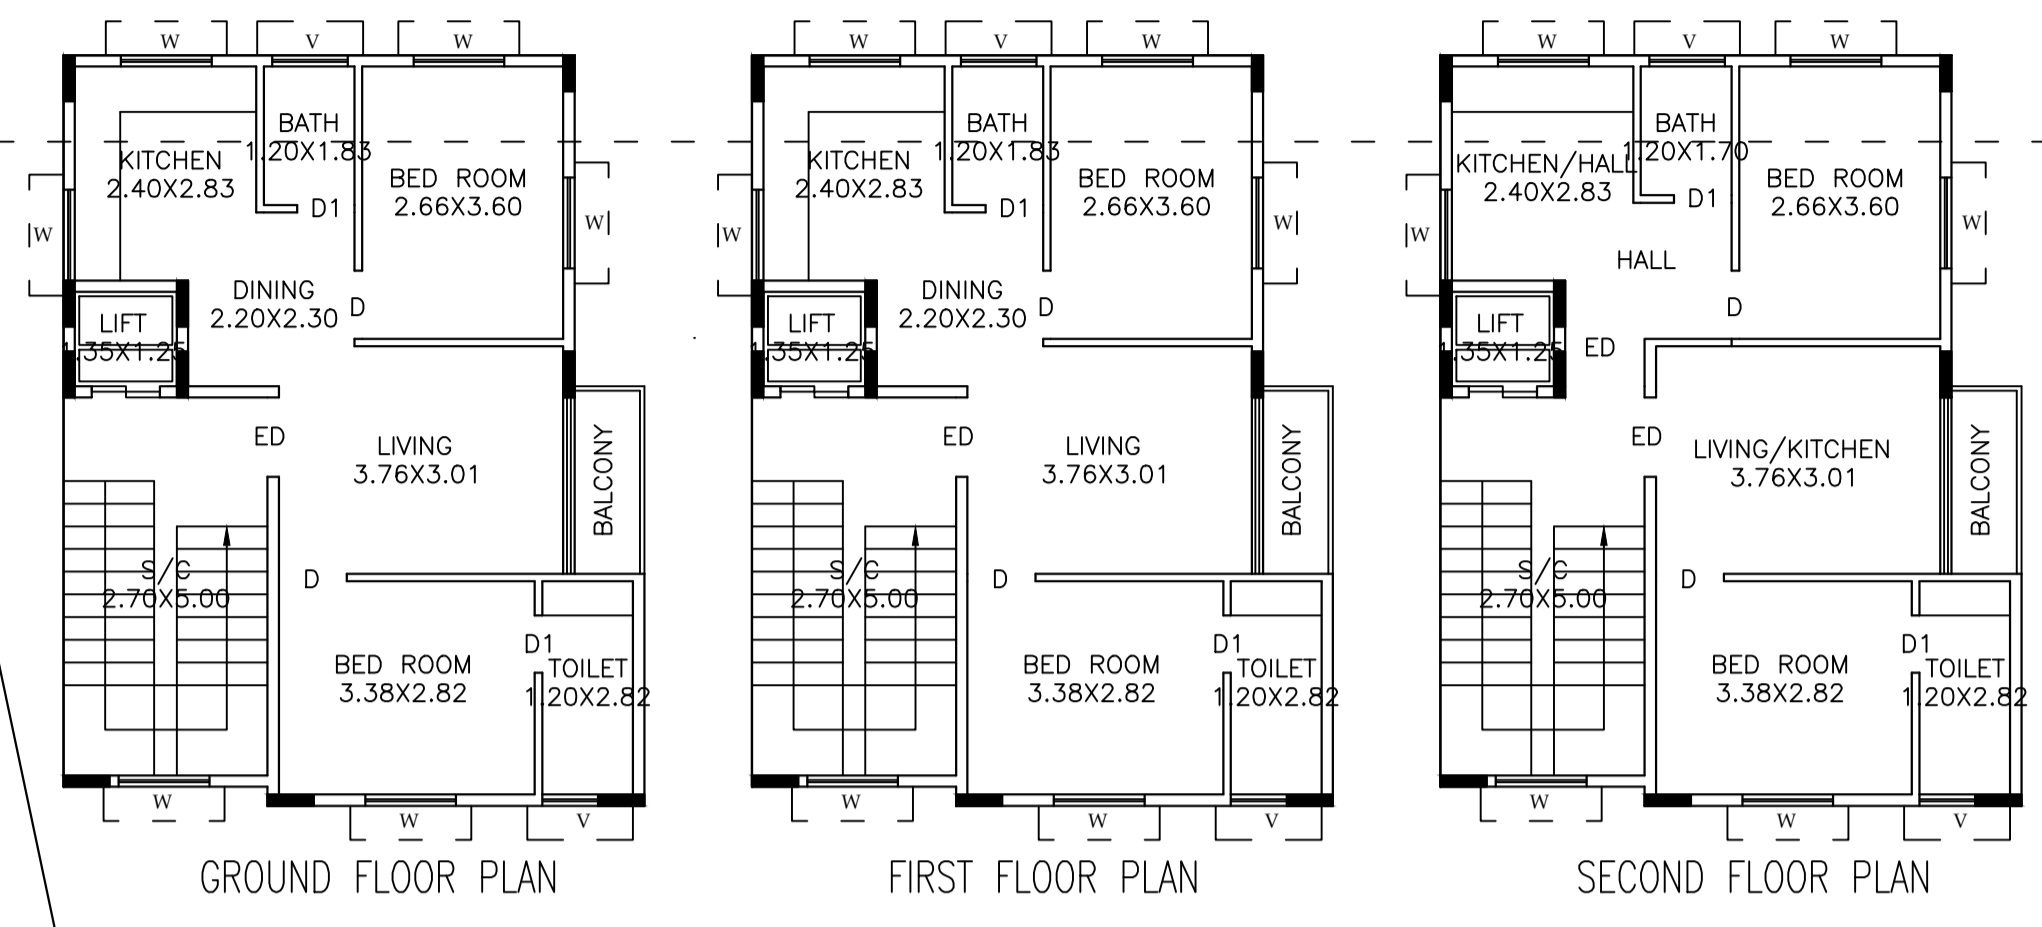 W
V
W
BATH
1.20X1.83
KITCHEN
2.40X2.83
BED ROOM
2.66X3.60
D1
W
W
DINING
2.20X2.30
D
LIFT
1.35X1.25
ED
LIVING
3.76X3.01
BALCONY
S/C
2.70X5.00
D
D1
BED ROOM
3.38X2.82
TOILET
1.20X2.82
W
W
V
GROUND FLOOR PLAN
W
V
W
BATH
1.20X1.83
KITCHEN
2.40X2.83
BED ROOM
2.66X3.60
D1
W
W
DINING
2.20X2.30
D
LIFT
1.35X1.25
ED
LIVING
3.76X3.01
BALCONY
S/C
2.70X5.00
D
D1
BED ROOM
3.38X2.82
TOILET
1.20X2.82
W
W
V
FIRST FLOOR PLAN
W
V
W
BATH
1.20X1.70
KITCHEN/HALL
2.40X2.83
BED ROOM
2.66X3.60
D1
W
W
HALL
D
LIFT
1.35X1.25
ED
ED
LIVING/KITCHEN
3.76X3.01
BALCONY
S/C
2.70X5.00
D
D1
BED ROOM
3.38X2.82
TOILET
1.20X2.82
W
W
V
SECOND FLOOR PLAN